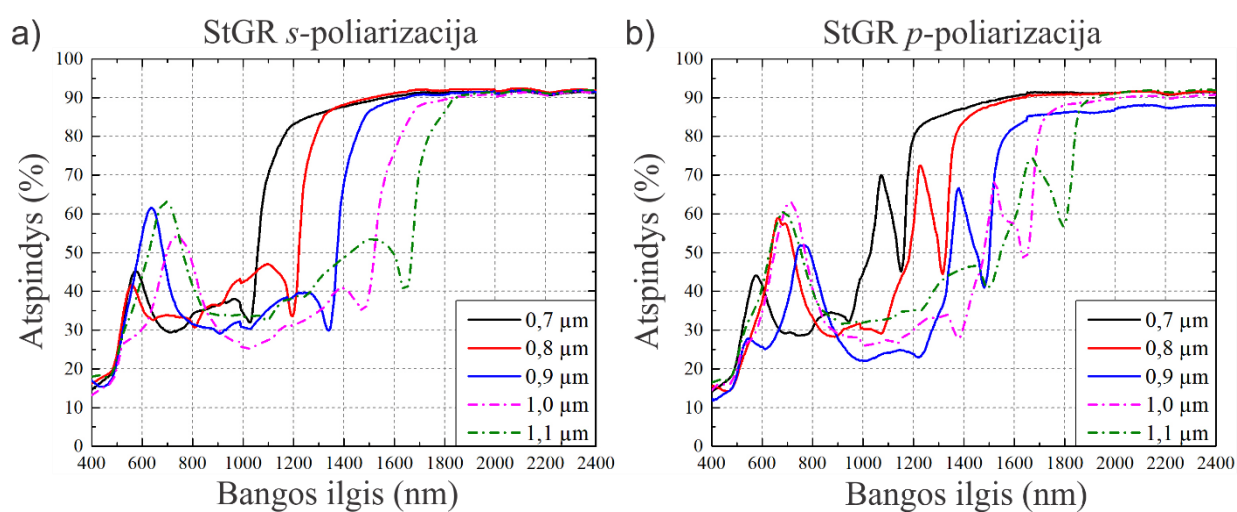 a) StGR s-poliarizacija
100
90
80
70
60
50
40
30
20
10
0
Atspindys (%)
400 600 800 1000 1200 1400 1600 1800 2000 2200 2400
Bangos ilgis (nm)
0,7 µm
0,8 µm
0,9 µm
1,0 µm
1,1 µm
b) StGR p-poliarizacija
100
90
80
70
60
50
40
30
20
10
0
Atspindys (%)
400 600 800 1000 1200 1400 1600 1800 2000 2200 2400
Bangos ilgis (nm)
0,7 µm
0,8 µm
0,9 µm
1,0 µm
1,1 µm